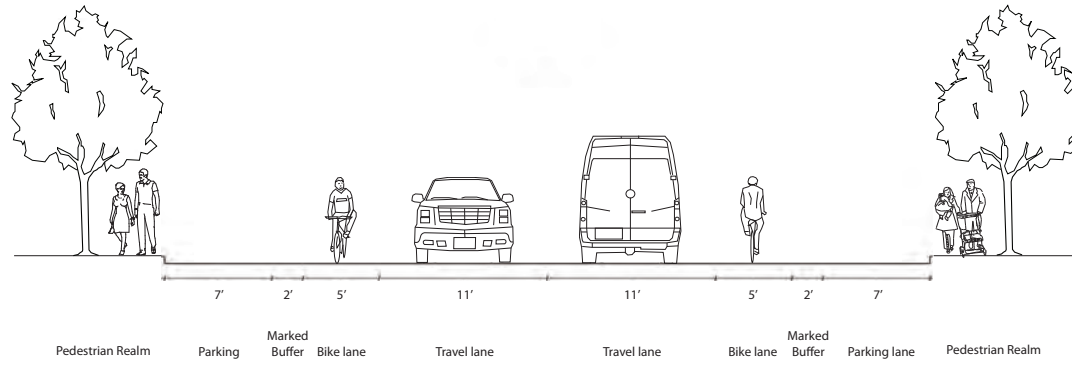 7’ 2’ 5’ 11’ 11’ 5’ 2’ 7’
Pedestrian Realm Parking Marked Buffer Bike lane Travel lane Travel lane Bike lane Marked Buffer Parking lane Pedestrian Realm